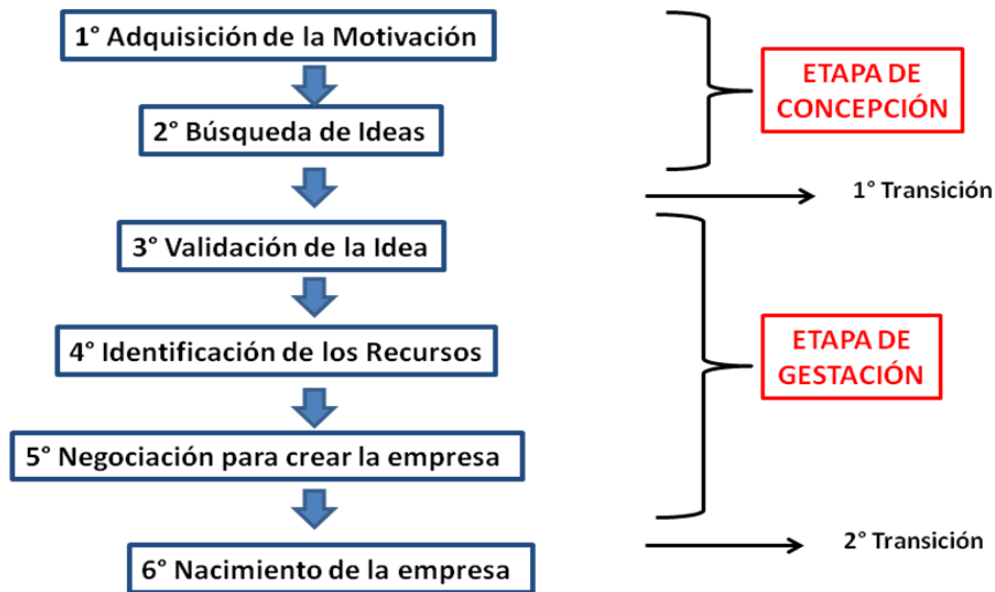 1° Adquisición de la Motivación
ETAPA DE
CONCEPCIÓN
2° Búsqueda de Ideas
1° Transición
3° Validación de la Idea
4° Identificación de los Recursos
ETAPA DE
GESTACIÓN
5° Negociación para crear la empresa
2° Transición
6° Nacimiento de la empresa